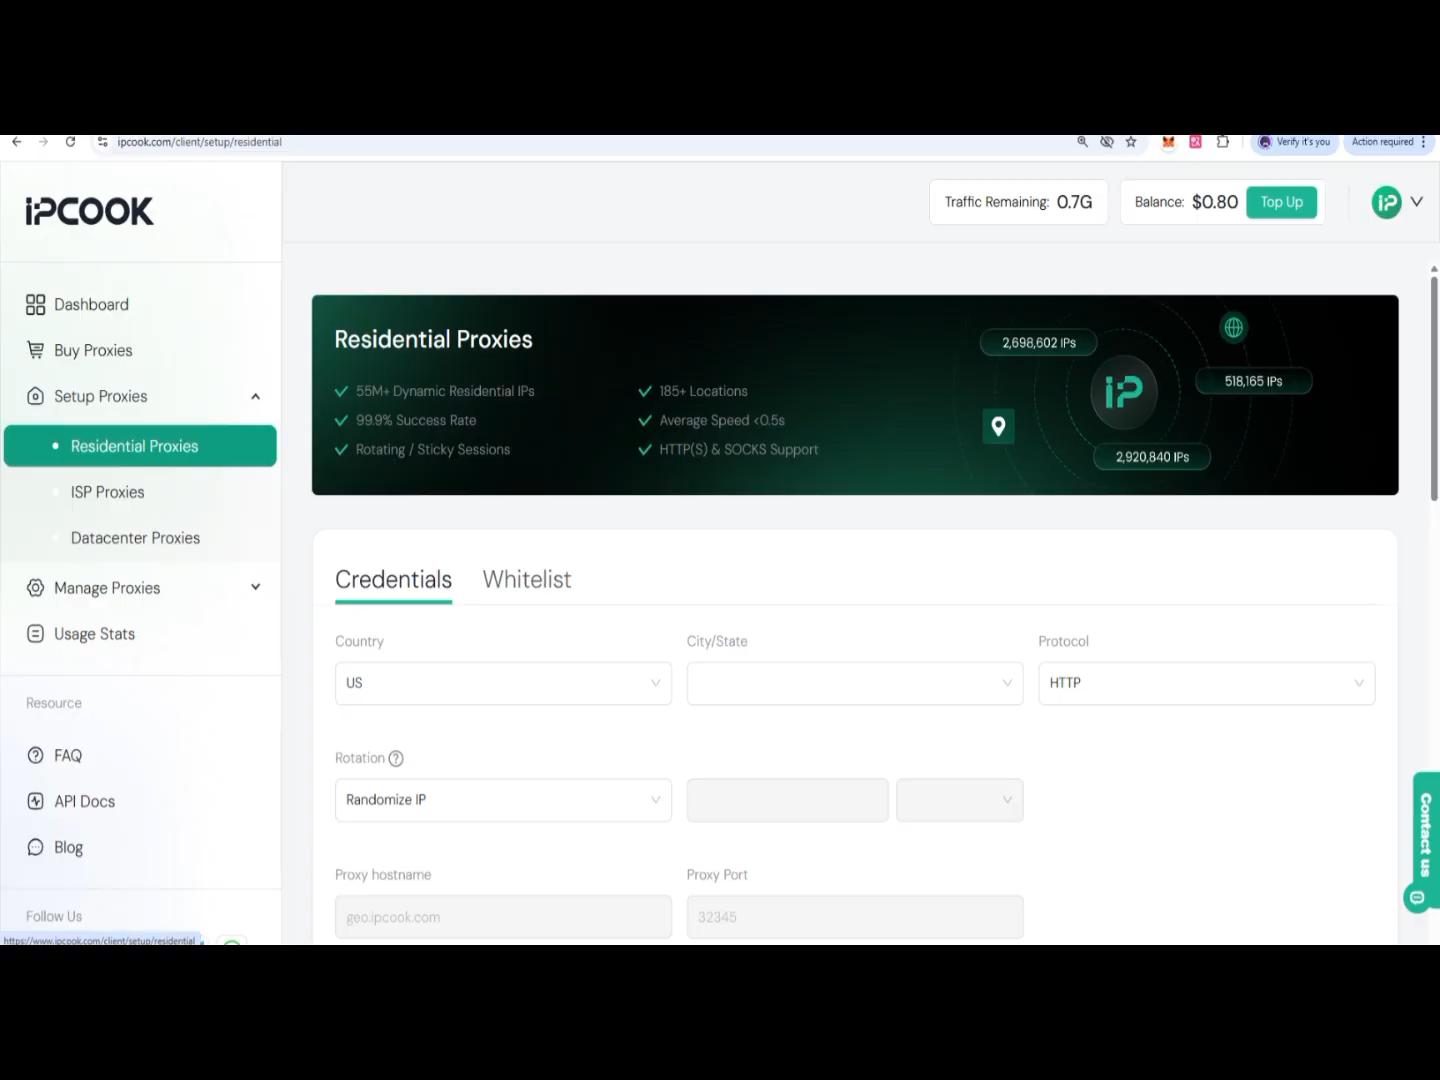 ipcook.com/client/setup/residential
Verify it's you
Action required
iPCOOK
Traffic Remaining: 0.7G
Balance: $0.80
Top Up
iP
Dashboard
Buy Proxies
Setup Proxies
Residential Proxies
ISP Proxies
Datacenter Proxies
Manage Proxies
Usage Stats
Resource
FAQ
API Docs
Blog
Follow Us
https://www.ipcook.com/client/setup/residential
Residential Proxies
55M+ Dynamic Residential IPs
185+ Locations
99.9% Success Rate
Average Speed <0.5s
Rotating / Sticky Sessions
HTTP(S) & SOCKS Support
2,698,602 IPs
518,165 IPs
iP
2,920,840 IPs
Credentials
Whitelist
Country
City/State
Protocol
US
HTTP
Rotation
Randomize IP
Proxy hostname
Proxy Port
geo.ipcook.com
32345
Contact us